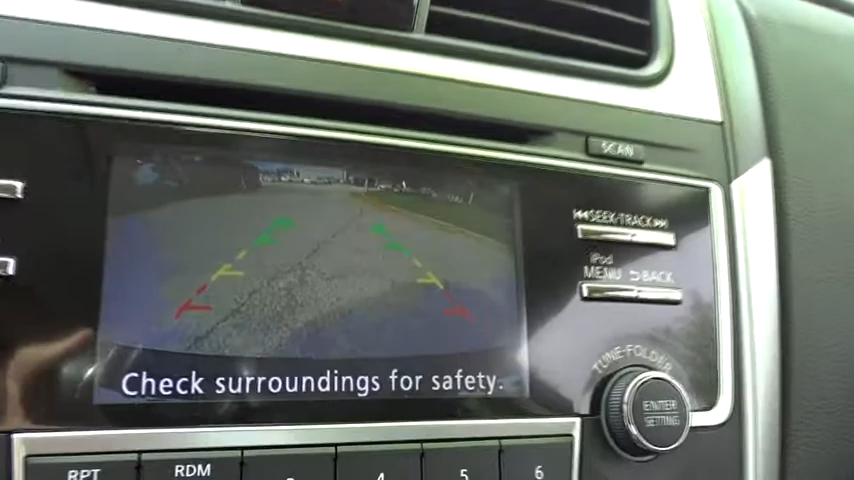 SCAN
SEEK·TRACK
iPod
MENU BACK
TUNE·FOLDER
ENTER
SETTING
Check surroundings for safety.
RPT RDM 3 4 5 6